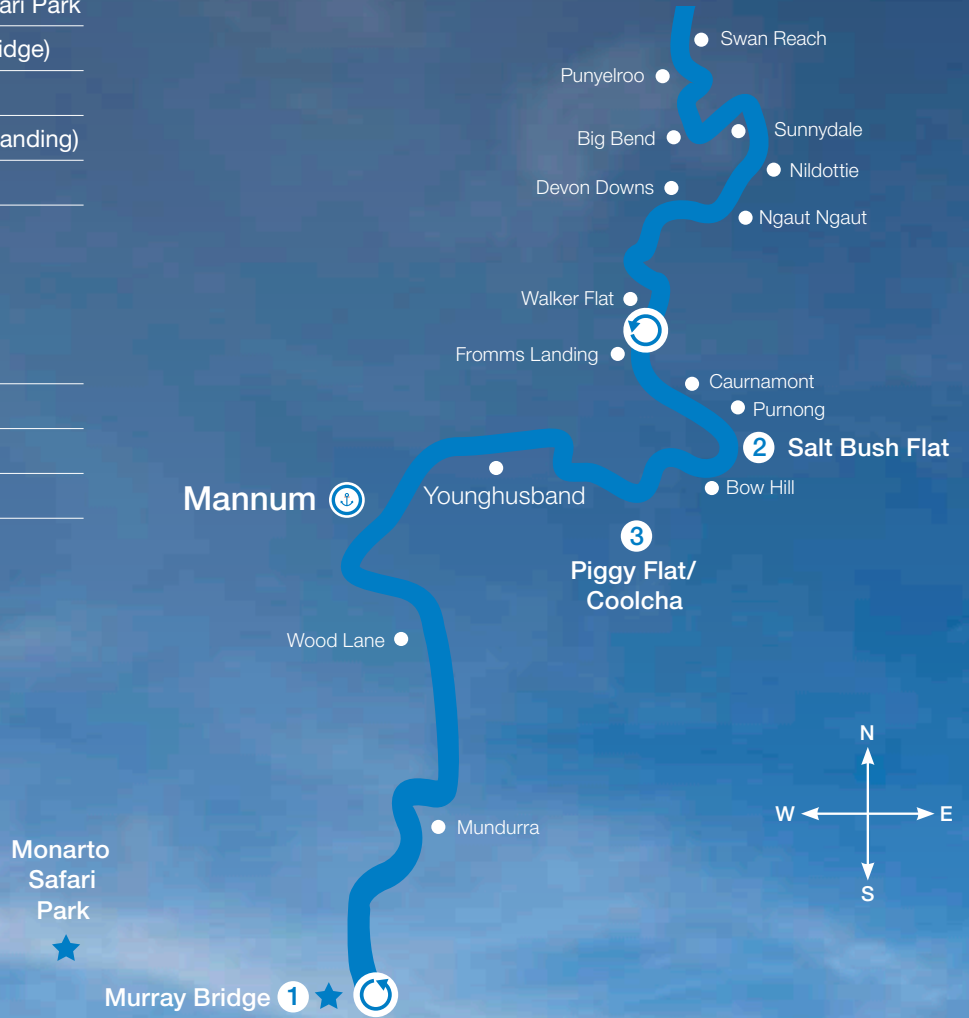 ari Park
idge)
anding)
Swan Reach
Punyelroo
Big Bend
Sunnydale
Nildottie
Devon Downs
Ngaut Ngaut
Walker Flat
Fromms Landing
Caurnamont
Purnong
2 Salt Bush Flat
Bow Hill
Mannum
Younghusband
3
Piggy Flat/
Coolcha
Wood Lane
N
W E
S
Mundurra
Monarto
Safari
Park
Murray Bridge 1